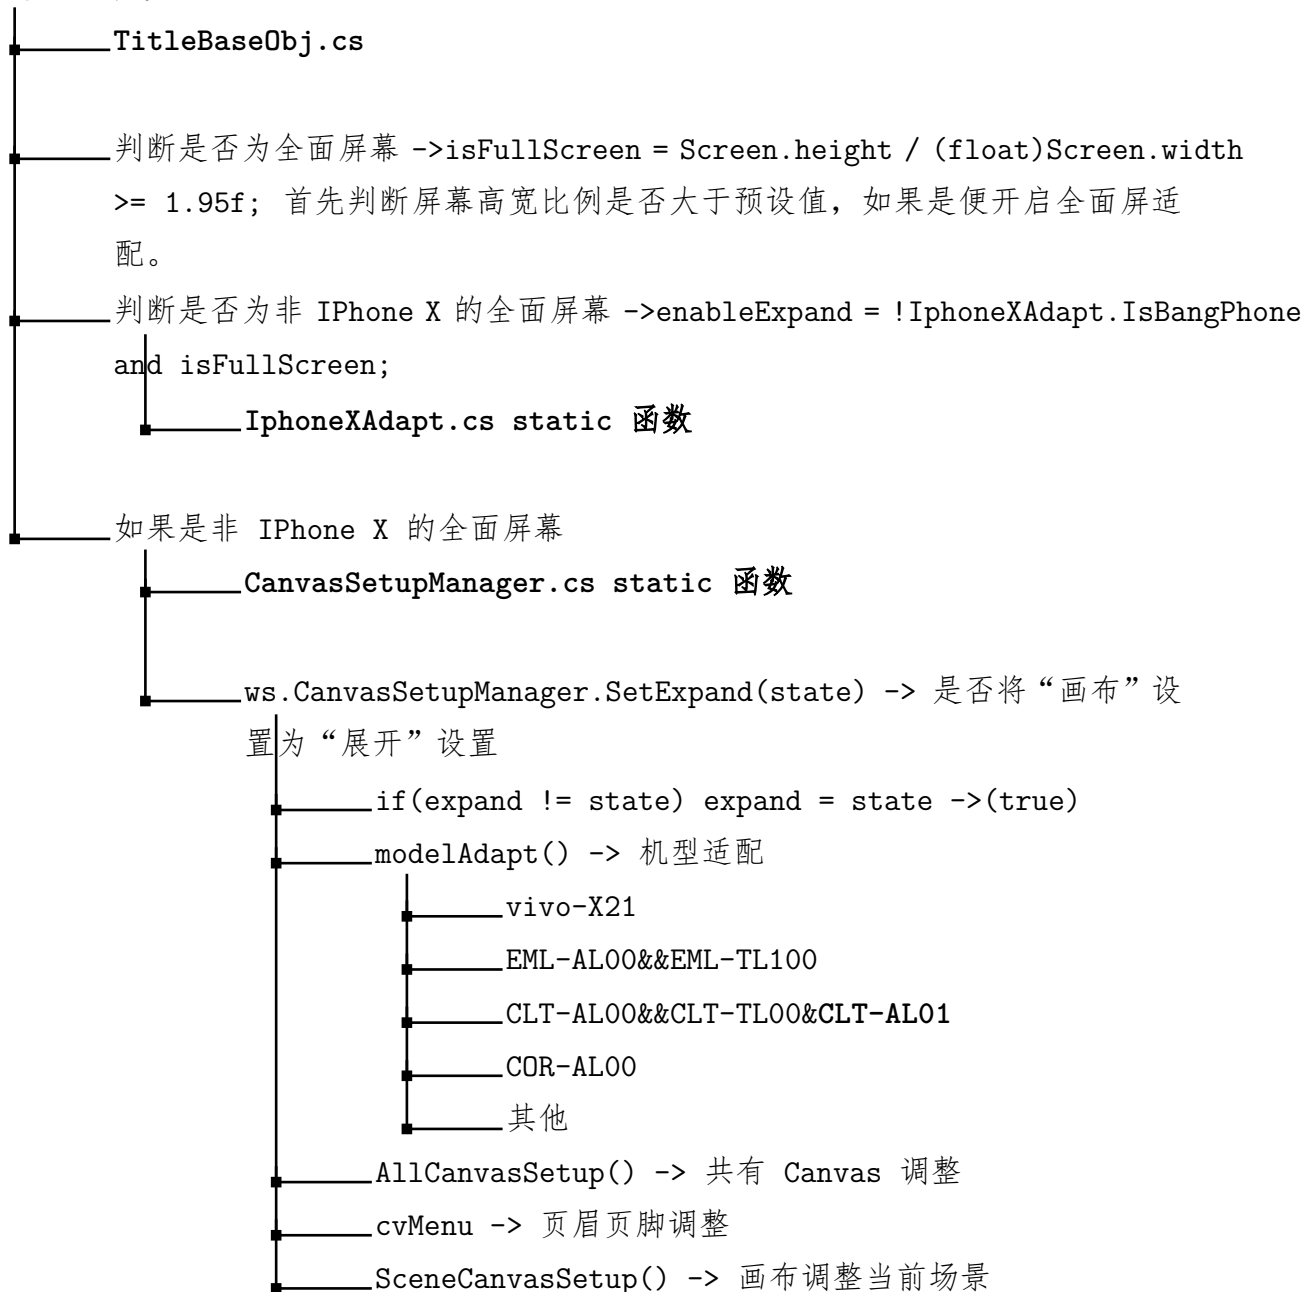 TitleBaseObj.cs
判断是否为全面屏幕 ->isFullScreen = Screen.height / (float)Screen.width
>= 1.95f; 首先判断屏幕高宽比例是否大于预设值，如果是便开启全面屏适
配。
判断是否为非 IPhone X 的全面屏幕 ->enableExpand = !IphoneXAdapt.IsBangPhone
and isFullScreen;
IphoneXAdapt.cs static 函数
如果是非 IPhone X 的全面屏幕
CanvasSetupManager.cs static 函数
ws.CanvasSetupManager.SetExpand(state) -> 是否将“画布”设
置为“展开”设置
if(expand != state) expand = state ->(true)
modelAdapt() -> 机型适配
vivo-X21
EML-AL00&&EML-TL100
CLT-AL00&&CLT-TL00&CLT-AL01
COR-AL00
其他
AllCanvasSetup() -> 共有 Canvas 调整
cvMenu -> 页眉页脚调整
SceneCanvasSetup() -> 画布调整当前场景